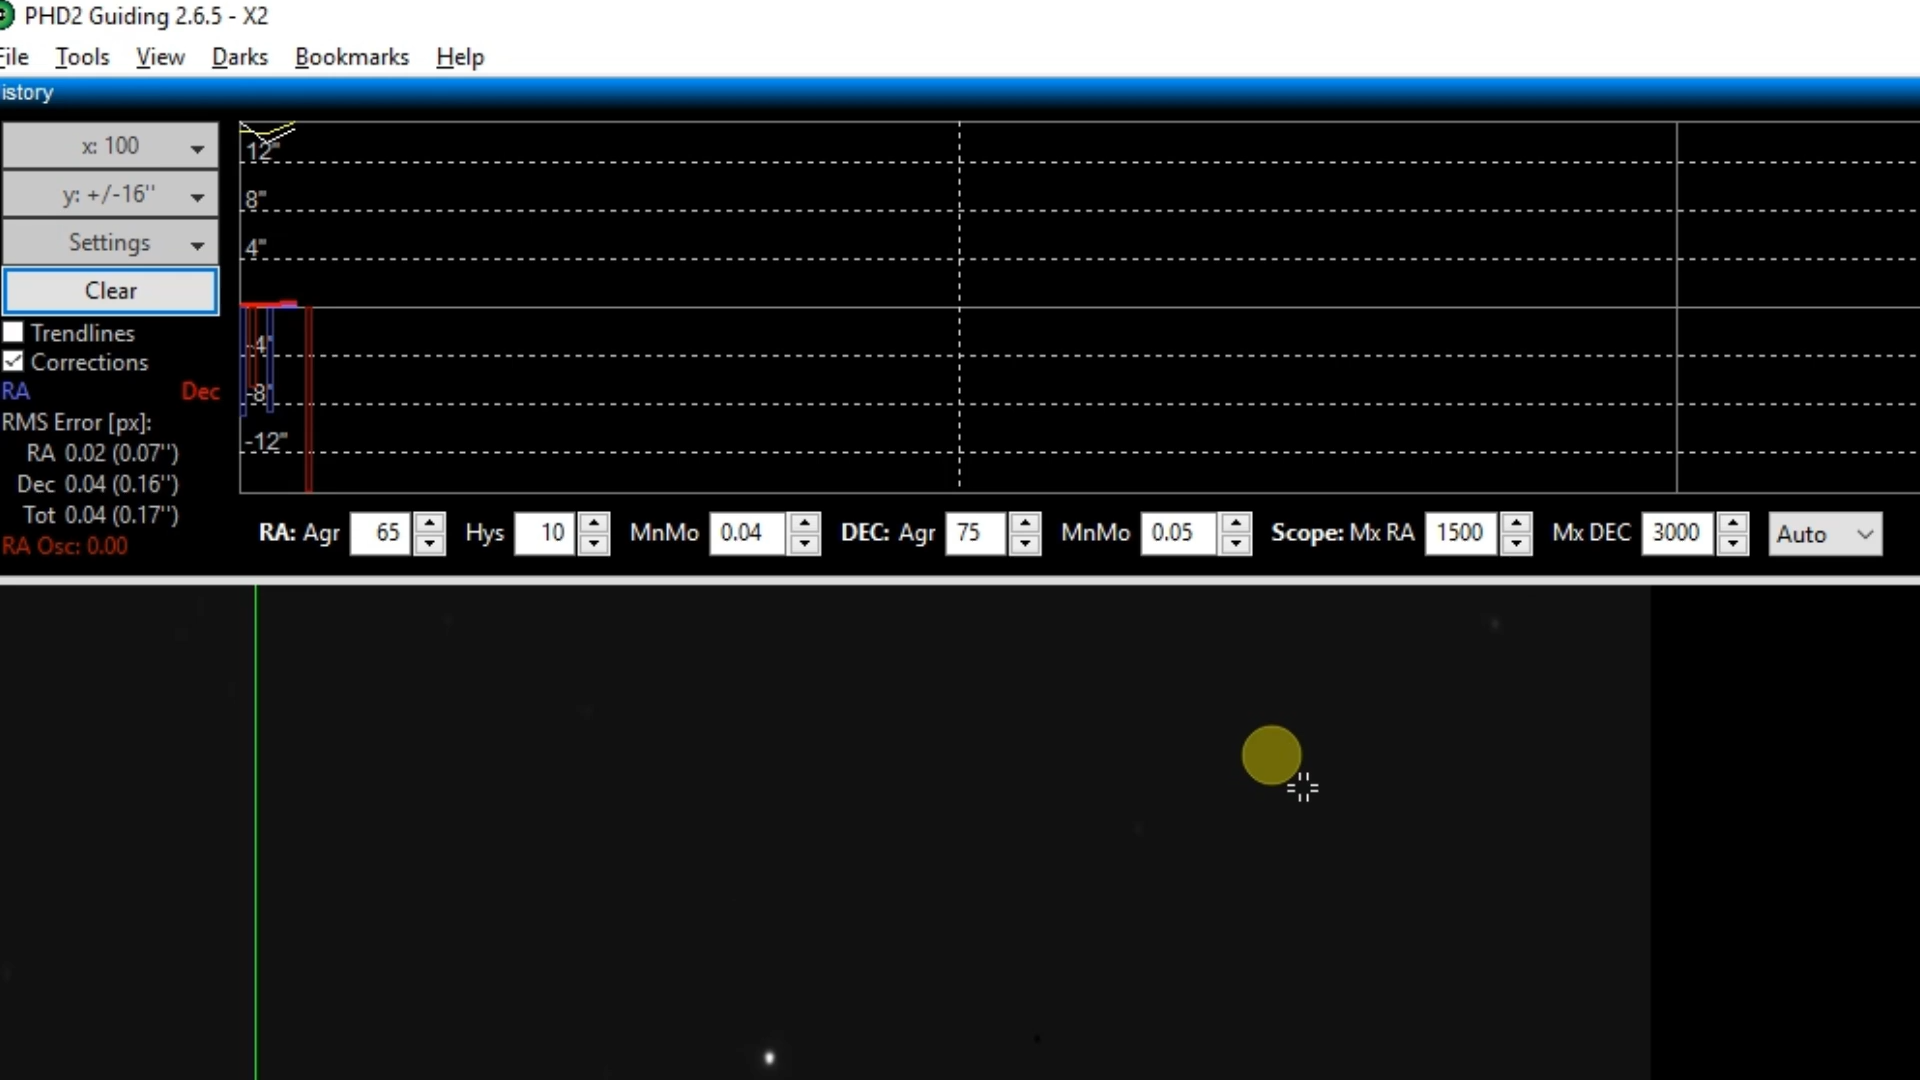 PHD2 Guiding 2.6.5 - X2
File Tools View Darks Bookmarks Help
istory
x: 100
y: +/-16''
Settings
Clear
Trendlines
Corrections
RA Dec
RMS Error [px]:
RA 0.02 (0.07'')
Dec 0.04 (0.16'')
Tot 0.04 (0.17'')
RA Osc: 0.00
12"
8"
4"
-4"
-8"
-12"
RA: Agr 65 Hys 10 MnMo 0.04 DEC: Agr 75 MnMo 0.05 Scope: Mx RA 1500 Mx DEC 3000 Auto